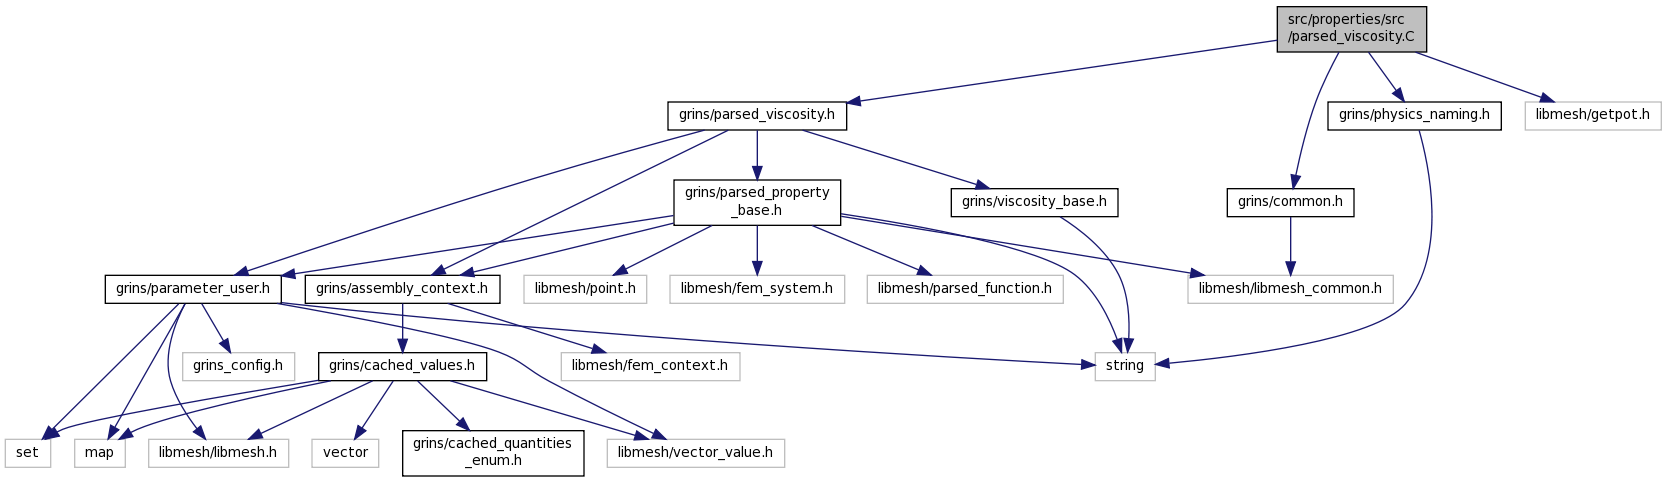 src/properties/src
/parsed_viscosity.C
grins/parsed_viscosity.h
grins/physics_naming.h
libmesh/getpot.h
grins/parsed_property
_base.h
grins/viscosity_base.h
grins/common.h
grins/parameter_user.h
grins/assembly_context.h
libmesh/point.h
libmesh/fem_system.h
libmesh/parsed_function.h
libmesh/libmesh_common.h
grins_config.h
grins/cached_values.h
libmesh/fem_context.h
string
set
map
libmesh/libmesh.h
vector
grins/cached_quantities
_enum.h
libmesh/vector_value.h